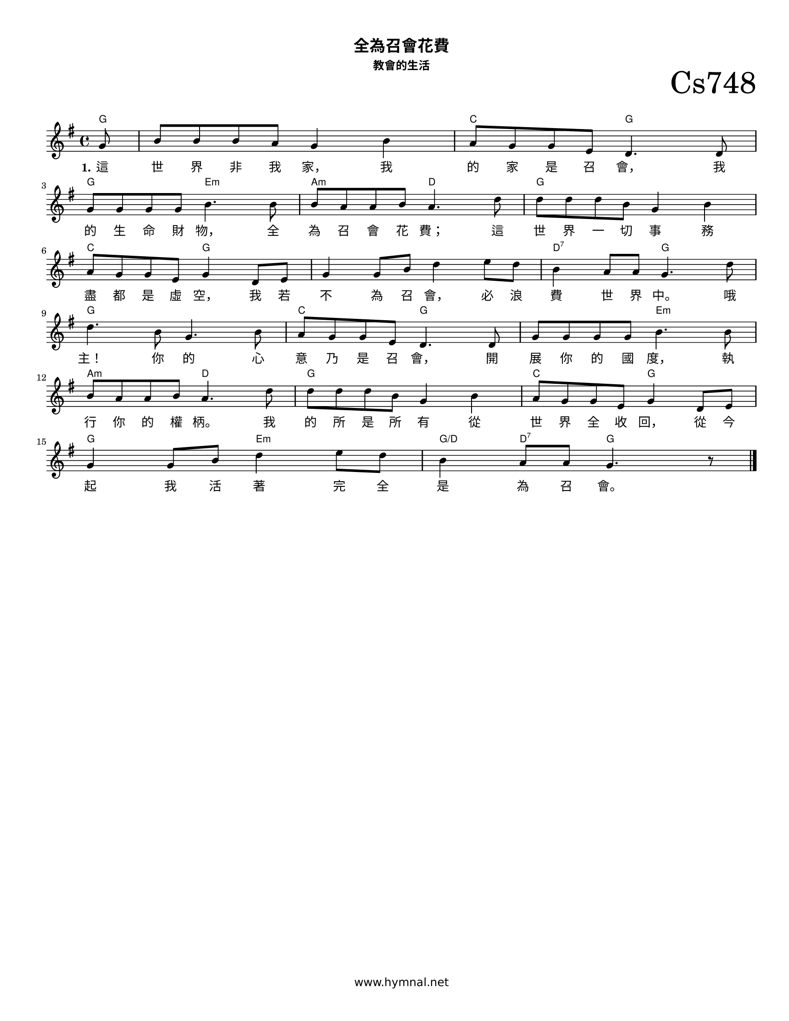 全為召會花費
教會的生活
Cs748
G C G
1. 這 世 界 非 我 家， 我 的 家 是 召 會， 我
3 G Em Am D G
的 生 命 財 物， 全 為 召 會 花 費； 這 世 界 一 切 事 務
6 C G D7 G
盡 都 是 虛 空， 我 若 不 為 召 會， 必 浪 費 世 界 中。 哦
9 G C G Em
主！ 你 的 心 意 乃 是 召 會， 開 展 你 的 國 度， 執
12 Am D G C G
行 你 的 權 柄。 我 的 所 是 所 有 從 世 界 全 收 回， 從 今
15 G Em G/D D7 G
起 我 活 著 完 全 是 為 召 會。
www.hymnal.net